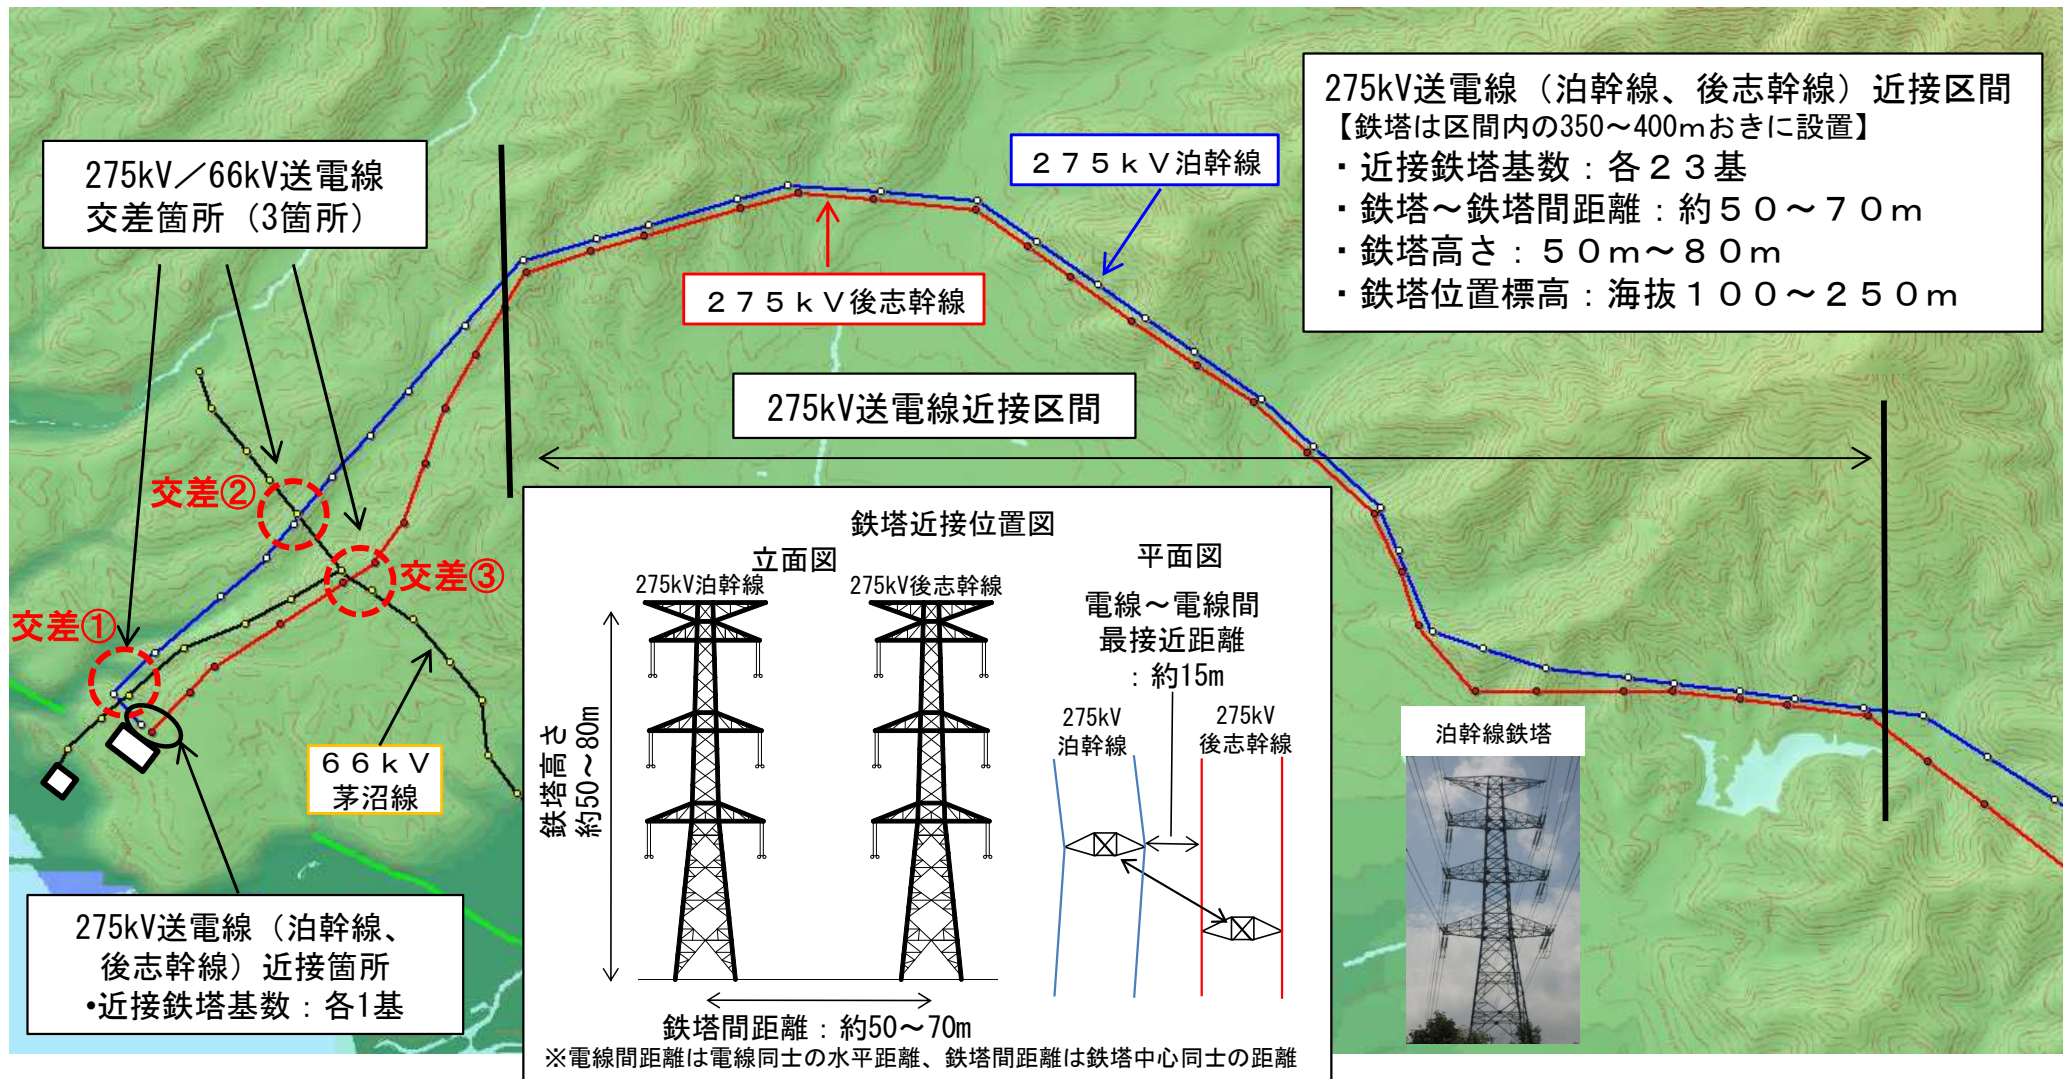 275kV送電線（泊幹線、後志幹線）近接区間
【鉄塔は区間内の350～400mおきに設置】
・近接鉄塔基数：各２３基
・鉄塔～鉄塔間距離：約５０～７０ｍ
・鉄塔高さ：５０ｍ～８０ｍ
・鉄塔位置標高：海抜１００～２５０ｍ
275kV／66kV送電線
交差箇所（3箇所）
２７５ｋＶ泊幹線
２７５ｋＶ後志幹線
275kV送電線近接区間
交差②
交差③
交差①
６６ｋＶ
茅沼線
275kV送電線（泊幹線、
後志幹線）近接箇所
•近接鉄塔基数：各1基
鉄塔近接位置図
立面図
275kV泊幹線
275kV後志幹線
鉄塔高さ
約50～80m
鉄塔間距離：約50～70m
平面図
電線～電線間
最接近距離
：約15m
275kV
泊幹線
275kV
後志幹線
※電線間距離は電線同士の水平距離、鉄塔間距離は鉄塔中心同士の距離
泊幹線鉄塔